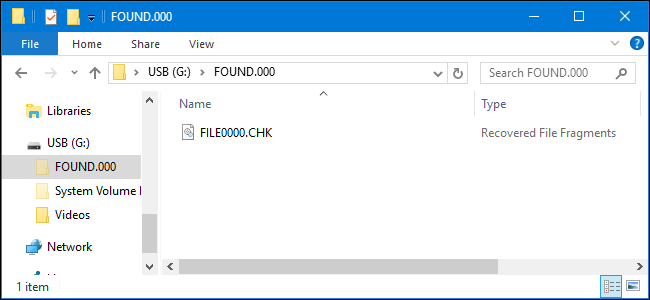 FOUND.000
File Home Share View
USB (G:) FOUND.000 Search FOUND.000
Name Type
Libraries
FILE0000.CHK Recovered File Fragments
USB (G:)
FOUND.000
System Volume
Videos
Network
1 item